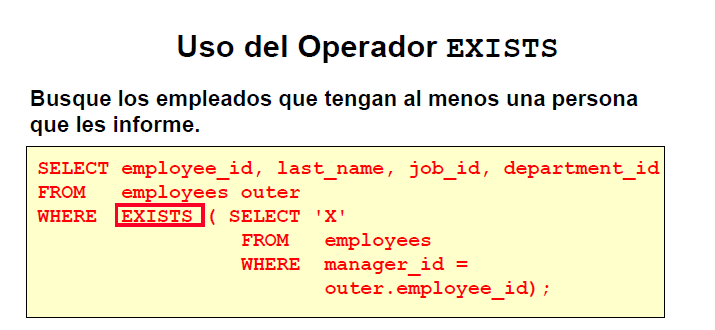 Uso del Operador EXISTS
Busque los empleados que tengan al menos una persona
que les informe.
SELECT employee_id, last_name, job_id, department_id
FROM   employees outer
WHERE  EXISTS ( SELECT 'X'
                 FROM   employees
                 WHERE  manager_id =
                        outer.employee_id);